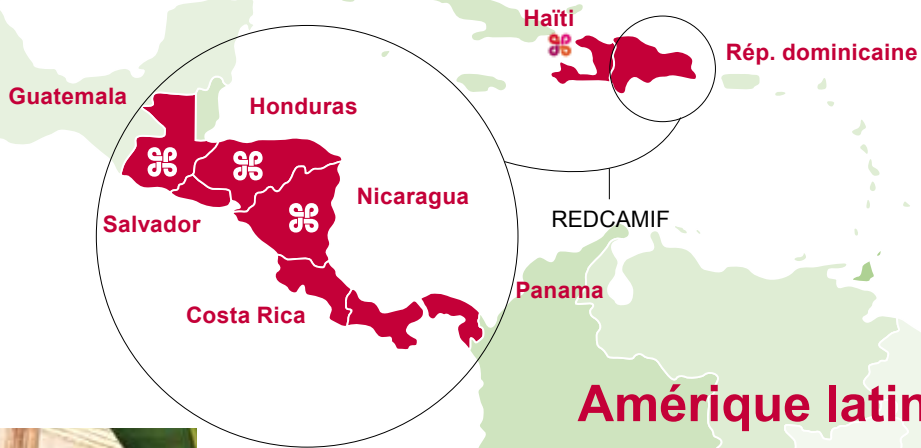 Haïti
Rép. dominicaine
Guatemala
Honduras
Nicaragua
REDCAMIF
Salvador
Panama
Costa Rica
Amérique latin